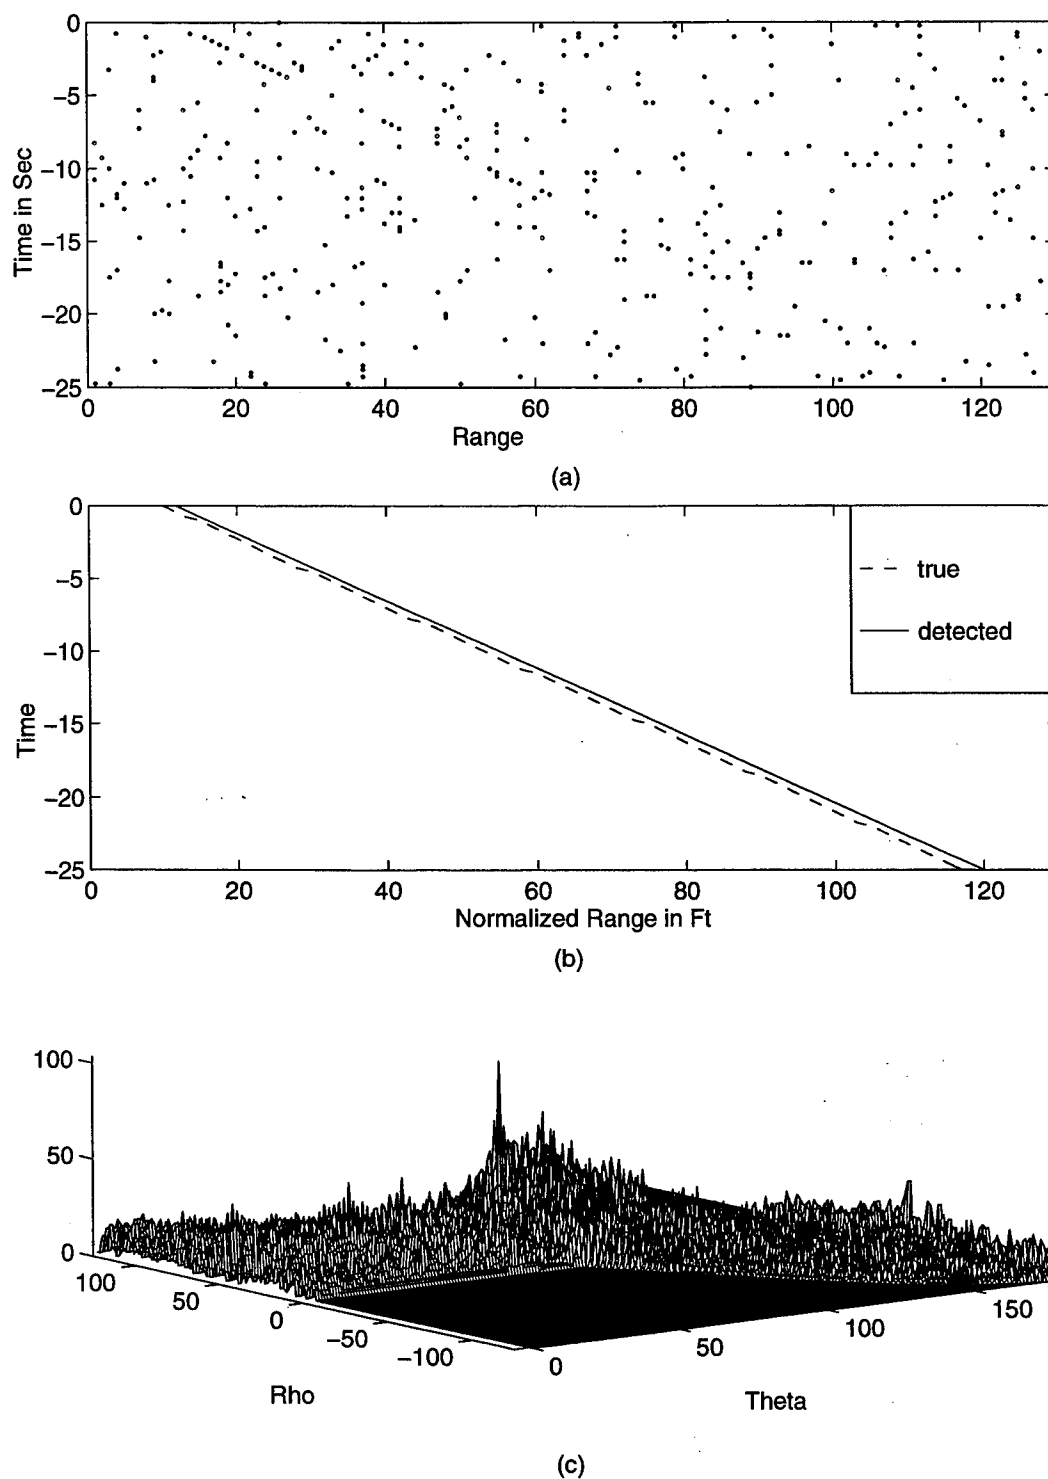 0
−5
−10
−15
−20
−25
Time in Sec
0 20 40 60 80 100 120
Range
(a)
0
−5
−10
−15
−20
−25
Time
true
detected
0 20 40 60 80 100 120
Normalized Range in Ft
(b)
100
50
0
100 50 0 −50 −100
0 50 100 150
Rho
Theta
(c)